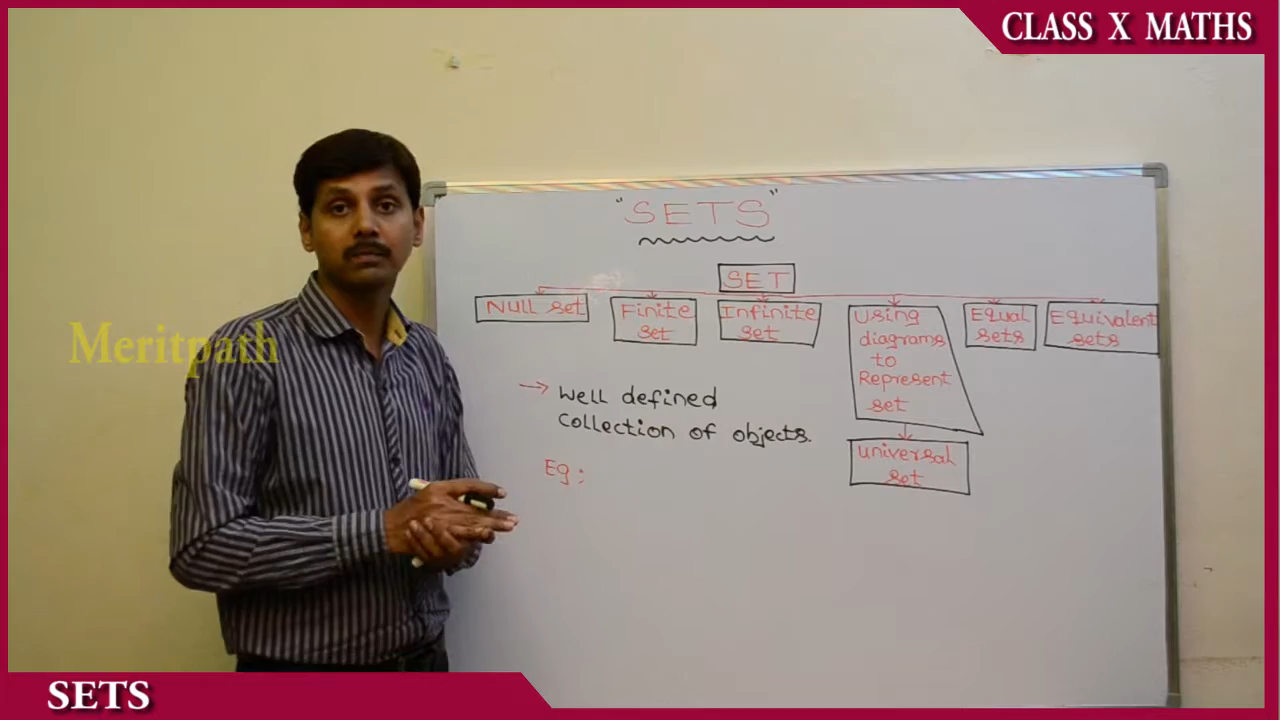 CLASS X MATHS
"SETS"
SET
Null set
Finite
set
Infinite
set
Using
diagrams
to
Represent
set
Equal
sets
Equivalent
sets
universal
set
→ Well defined
Collection of objects.
Eg:
Meritpath
SETS